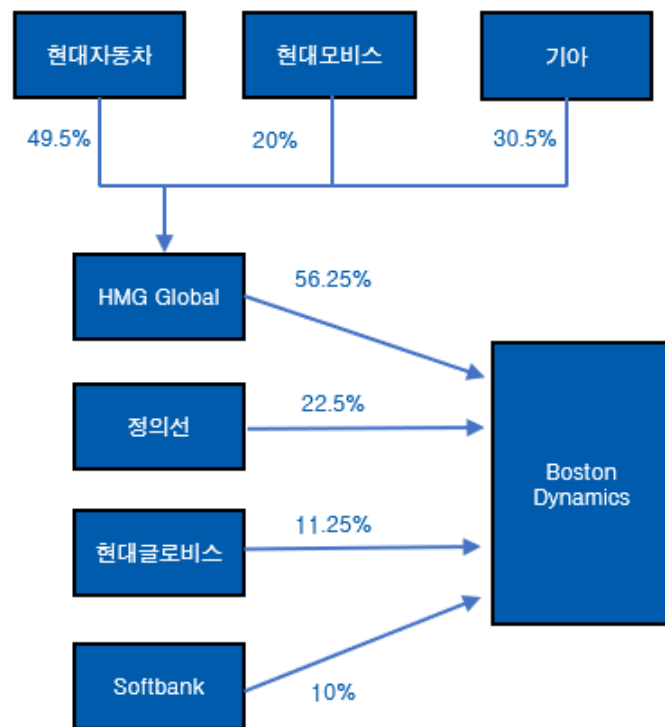 현대자동차
현대모비스
기아
49.5%
20%
30.5%
HMG Global
56.25%
정의선
22.5%
Boston
Dynamics
현대글로비스
11.25%
Softbank
10%